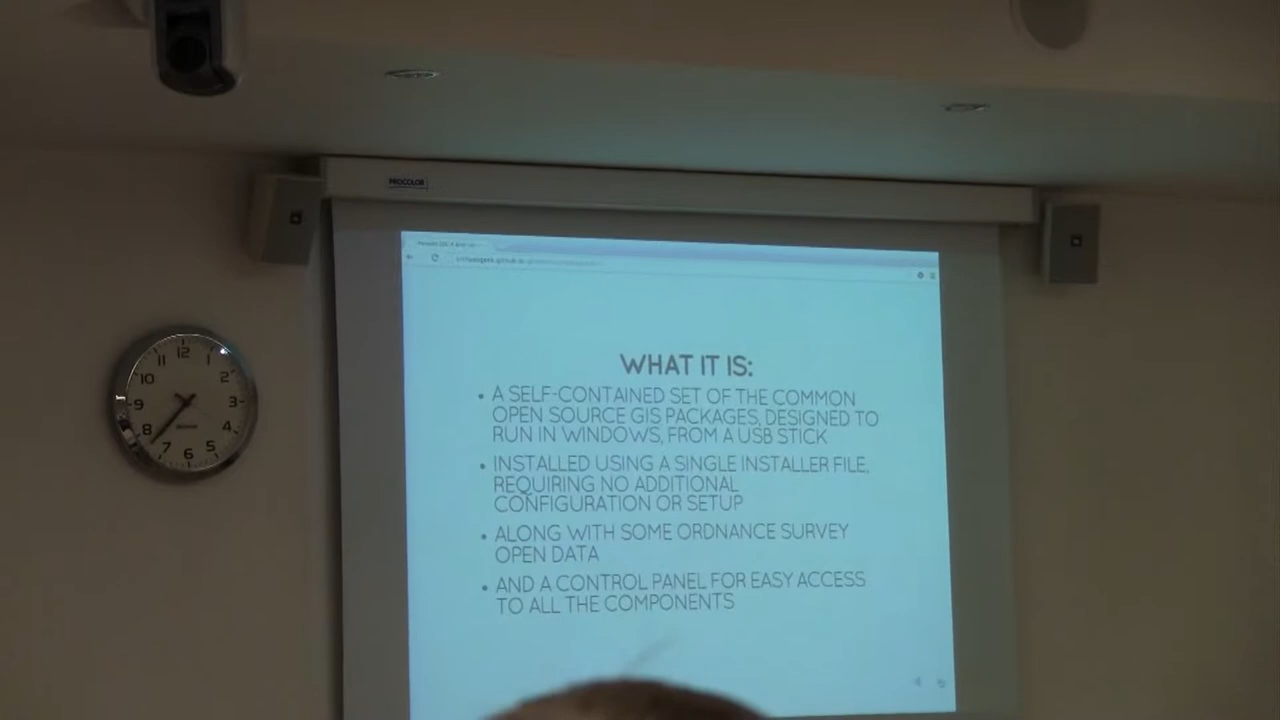 PROCOLOR
WHAT IT IS:
• A SELF-CONTAINED SET OF THE COMMON
OPEN SOURCE GIS PACKAGES, DESIGNED TO
RUN IN WINDOWS, FROM A USB STICK
• INSTALLED USING A SINGLE INSTALLER FILE,
REQUIRING NO ADDITIONAL
CONFIGURATION OR SETUP
• ALONG WITH SOME ORDNANCE SURVEY
OPEN DATA
• AND A CONTROL PANEL FOR EASY ACCESS
TO ALL THE COMPONENTS
12
1
2
3
4
5
6
7
8
9
10
11